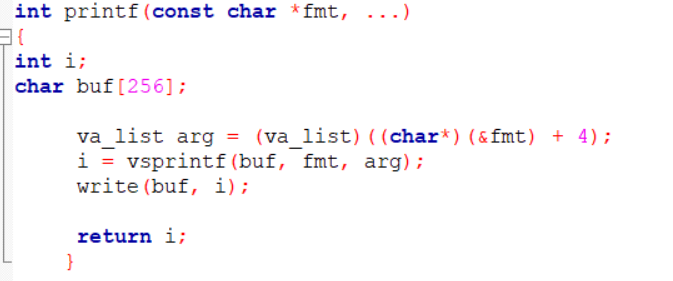 int printf(const char *fmt, ...)
{
int i;
char buf[256];
va_list arg = (va_list)((char*)(&fmt) + 4);
i = vsprintf(buf, fmt, arg);
write(buf, i);
return i;
}